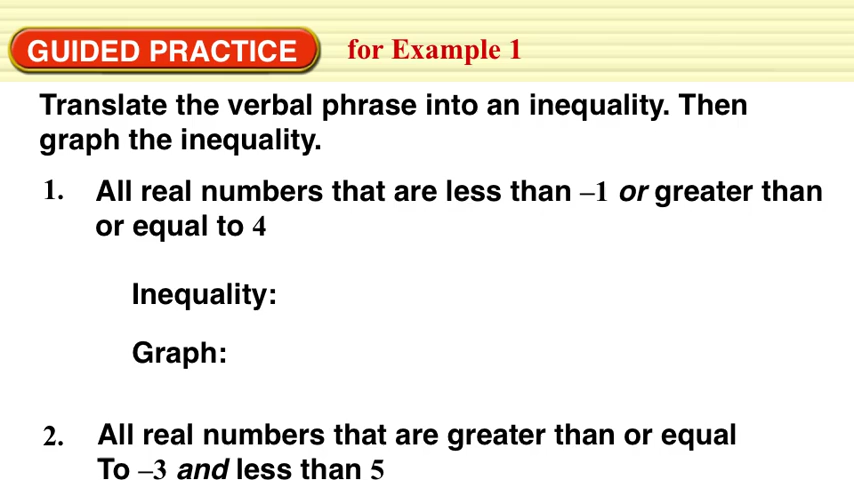 GUIDED PRACTICE for Example 1
Translate the verbal phrase into an inequality. Then
graph the inequality.
1. All real numbers that are less than –1 or greater than
or equal to 4
Inequality:
Graph:
2. All real numbers that are greater than or equal
To –3 and less than 5